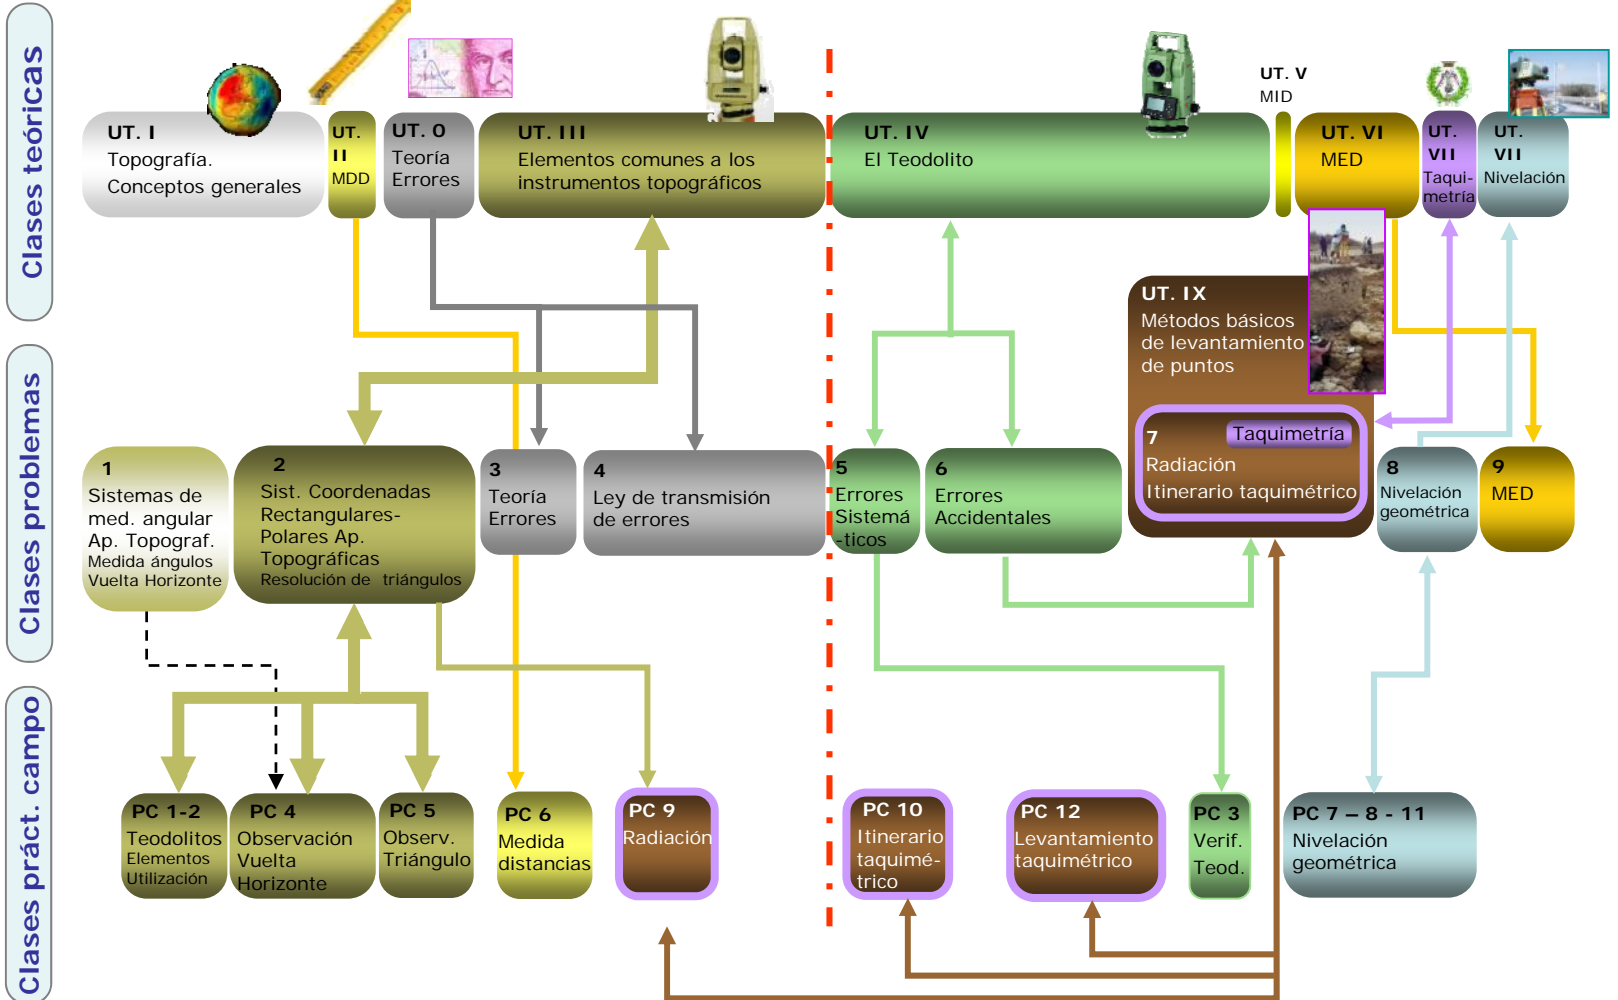 Clases teóricas
UT. I
Topografía.
Conceptos generales
UT.
II
MDD
UT. 0
Teoría
Errores
UT. III
Elementos comunes a los
instrumentos topográficos
UT. IV
El Teodolito
UT. V
MID
UT. VI
MED
UT.
VII
Taqui-
metría
UT.
VII
Nivelación
UT. IX
Métodos básicos
de levantamiento
de puntos
Clases problemas
1
Sistemas de
med. angular
Ap. Topograf.
Medida ángulos
Vuelta Horizonte
2
Sist. Coordenadas
Rectangulares-
Polares Ap.
Topográficas
Resolución de triángulos
3
Teoría
Errores
4
Ley de transmisión
de errores
5
Errores
Sistemá
-ticos
6
Errores
Accidentales
7
Taquimetría
Radiación
Itinerario taquimétrico
8
Nivelación
geométrica
9
MED
Clases práct. campo
PC 1-2
Teodolitos
Elementos
Utilización
PC 4
Observación
Vuelta
Horizonte
PC 5
Observ.
Triángulo
PC 6
Medida
distancias
PC 9
Radiación
PC 10
Itinerario
taquimé-
trico
PC 12
Levantamiento
taquimétrico
PC 3
Verif.
Teod.
PC 7 – 8 - 11
Nivelación
geométrica